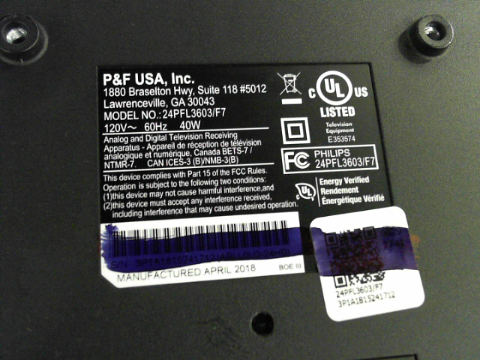 P&F USA, Inc.
1880 Braselton Hwy, Suite 118 #5012
Lawrenceville, GA 30043
MODEL NO.: 24PFL3603/F7
120V~ 60Hz 40W
Analog and Digital Television Receiving
Apparatus - Appareil de réception de télévision
analogique et numérique, Canada BETS-7 /
NTMR-7. CAN ICES-3 (B)/NMB-3(B)
This device complies with Part 15 of the FCC Rules.
Operation is subject to the following two conditions:
(1)this device may not cause harmful interference,and
(2)this device must accept any interference received,
including interference that may cause undesired operation.
C UL US
LISTED
Television
Equipment
E353574
FC PHILIPS
24PFL3603/F7
UL Energy Verified
Rendement
Énergétique Vérifié
MANUFACTURED APRIL 2018
BOE III
24PFL3603/F7
3P1A1815241712